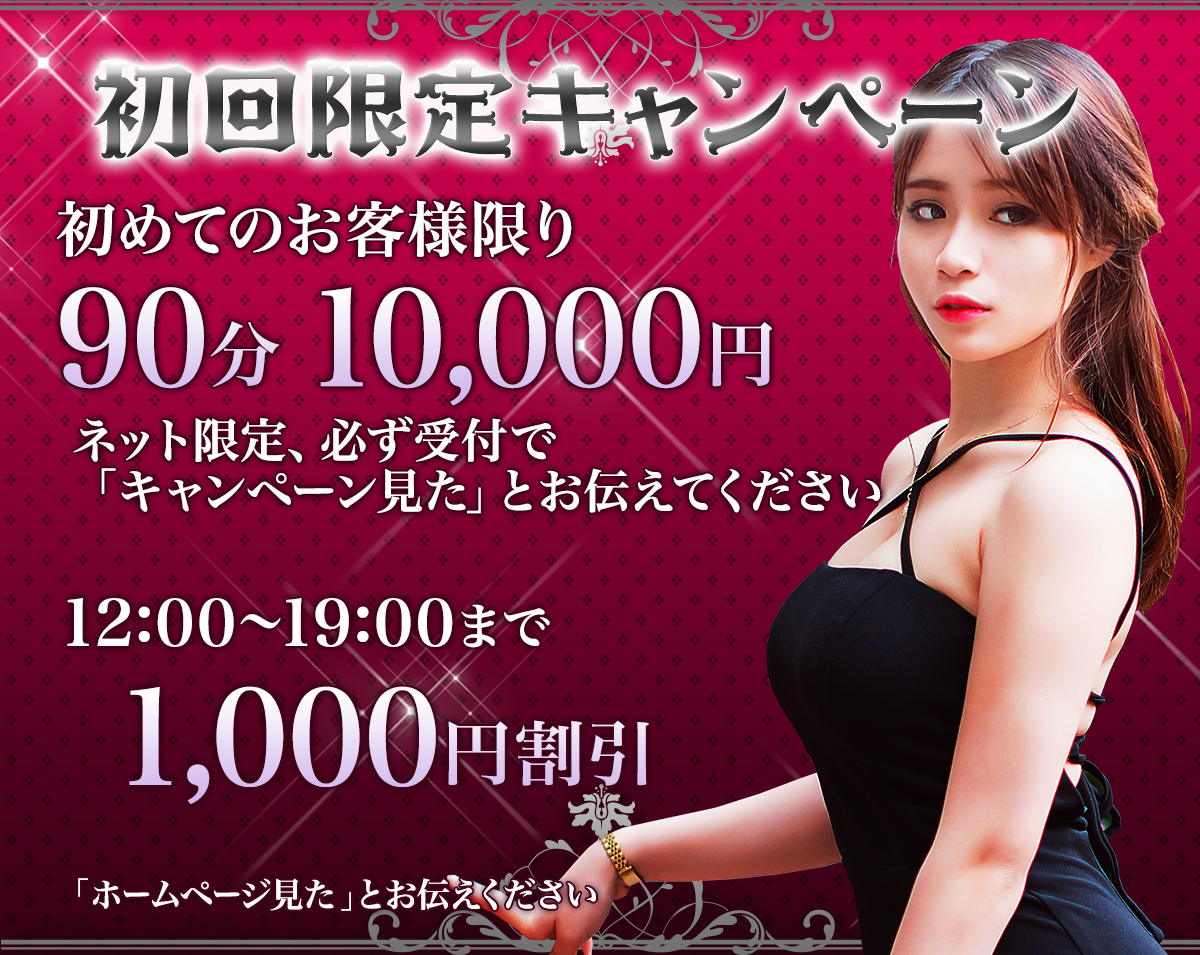 初回限定キャンペーン
初めてのお客様限り
90分 10,000円
ネット限定、必ず受付で
「キャンペーン見た」とお伝えてください
12:00〜19:00まで
1,000円割引
「ホームページ見た」とお伝えください